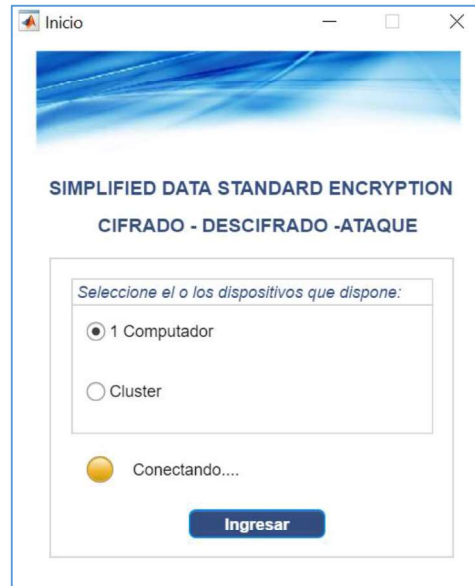 Inicio
SIMPLIFIED DATA STANDARD ENCRYPTION
CIFRADO - DESCIFRADO -ATAQUE
Seleccione el o los dispositivos que dispone:
1 Computador
Cluster
Conectando....
Ingresar